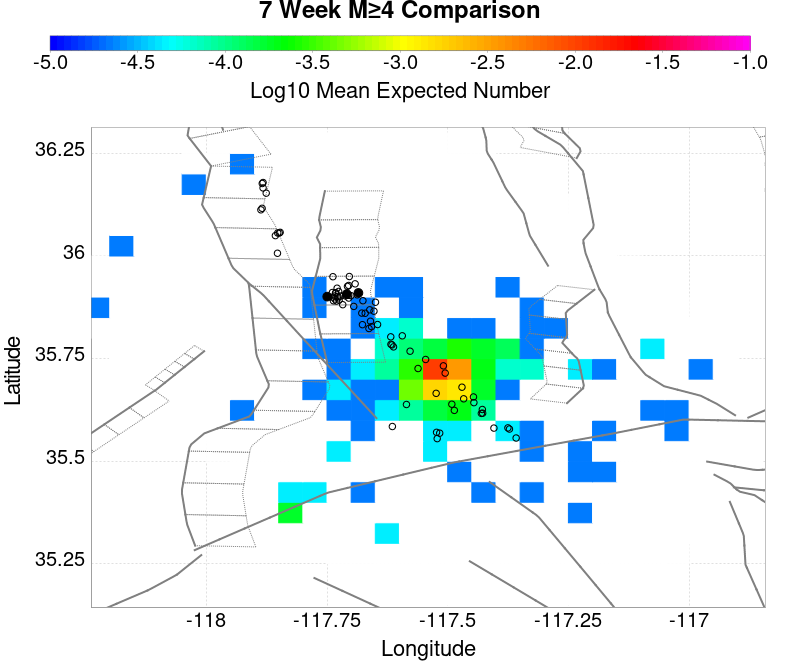 7 Week M≥4 Comparison
-5.0 -4.5 -4.0 -3.5 -3.0 -2.5 -2.0 -1.5 -1.0
Log10 Mean Expected Number
36.25
36
35.75
35.5
35.25
Latitude
-118 -117.75 -117.5 -117.25 -117
Longitude